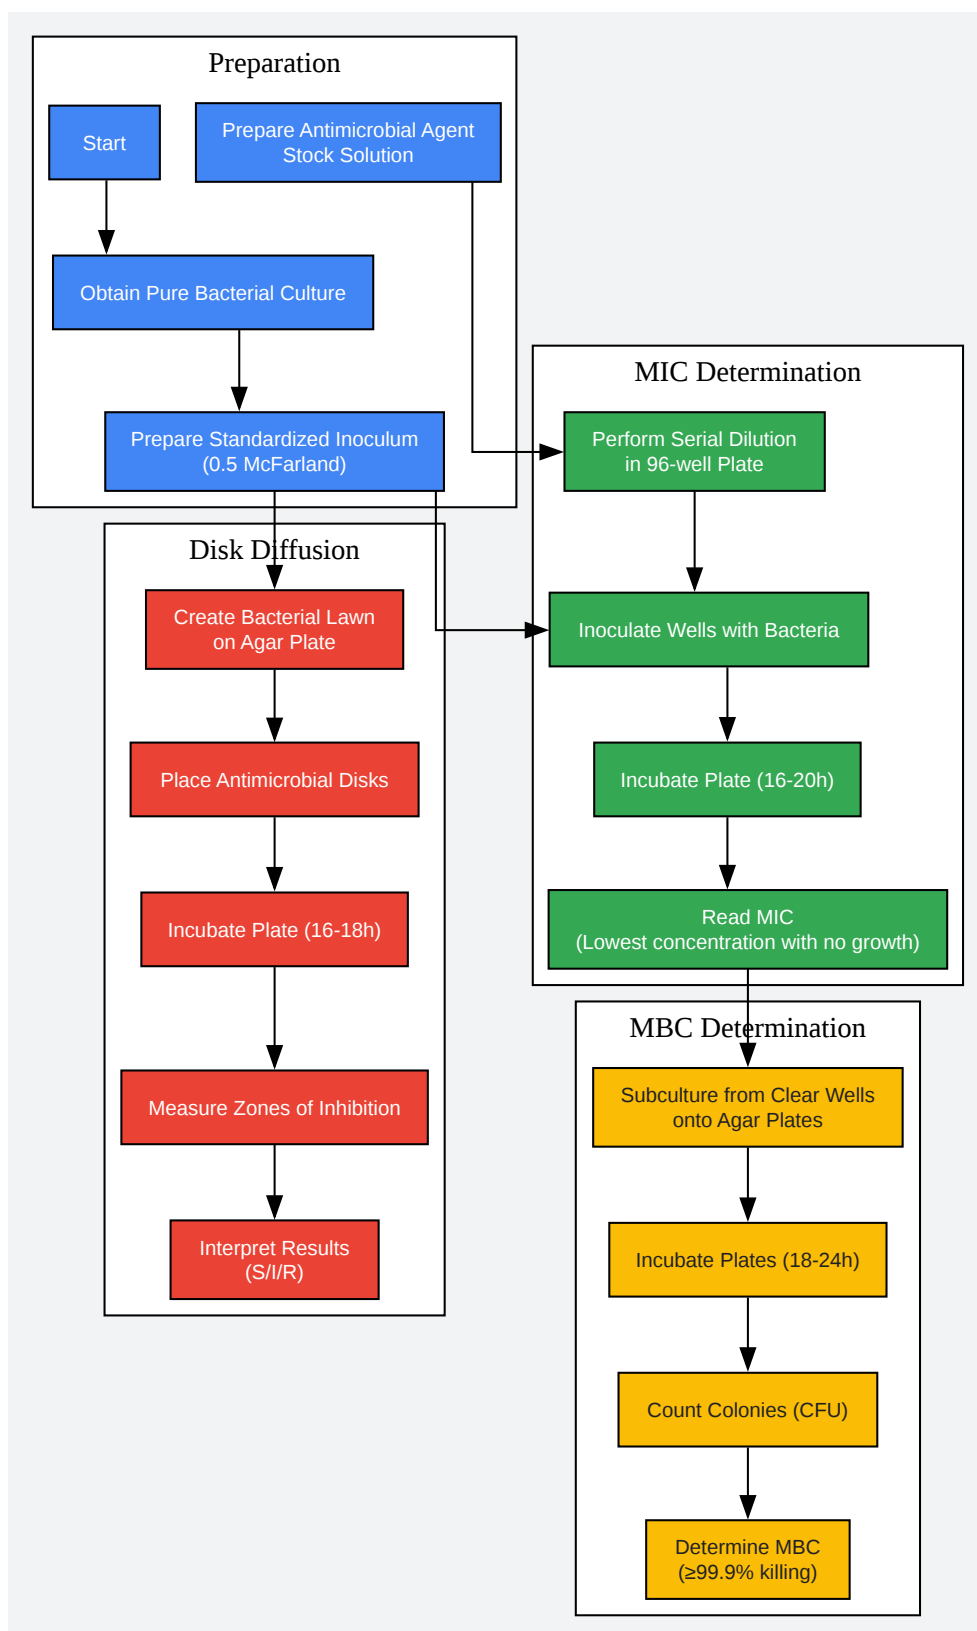 Preparation
Start
Prepare Antimicrobial Agent
Stock Solution
Obtain Pure Bacterial Culture
Prepare Standardized Inoculum
(0.5 McFarland)
Disk Diffusion
Create Bacterial Lawn
on Agar Plate
Place Antimicrobial Disks
Incubate Plate (16-18h)
Measure Zones of Inhibition
Interpret Results
(S/I/R)
MIC Determination
Perform Serial Dilution
in 96-well Plate
Inoculate Wells with Bacteria
Incubate Plate (16-20h)
Read MIC
(Lowest concentration with no growth)
MBC Determination
Subculture from Clear Wells
onto Agar Plates
Incubate Plates (18-24h)
Count Colonies (CFU)
Determine MBC
(≥99.9% killing)